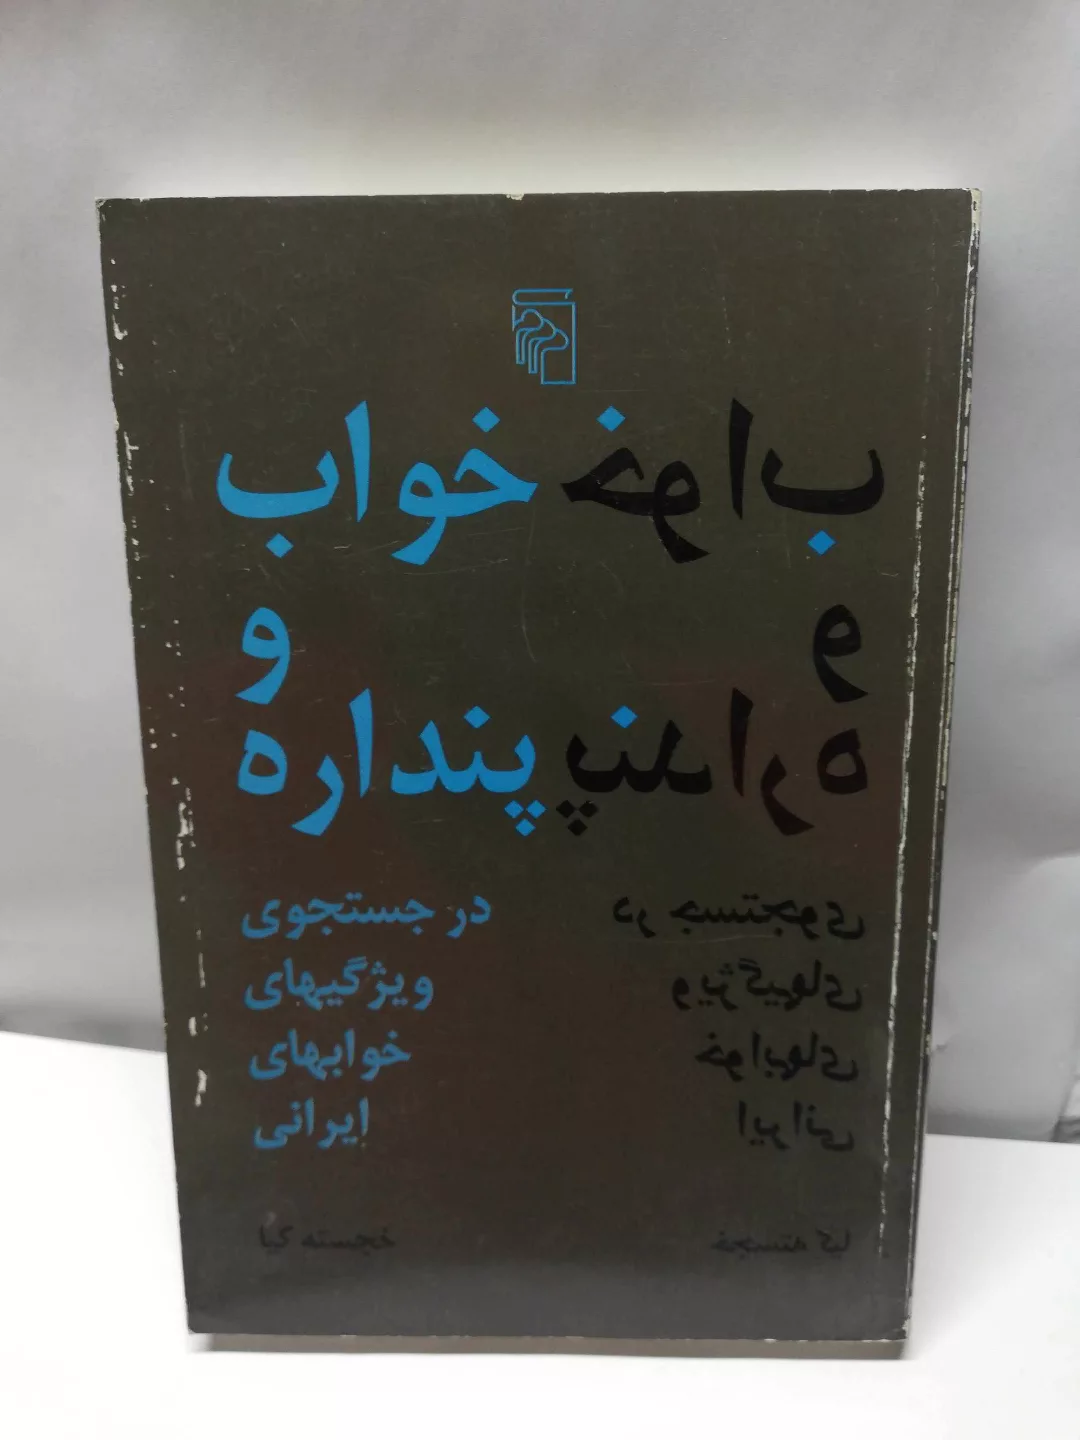 خواب
و
پنداره
در جستجوی
ویژگیهای
خوابهای
ایرانی
خجسته کیا